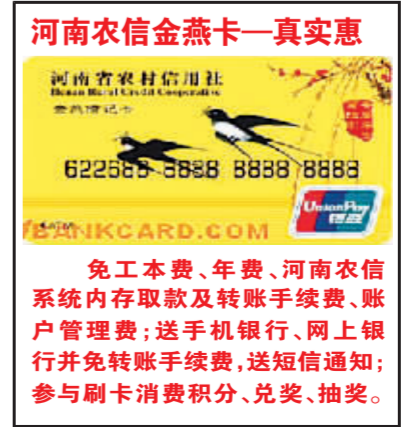 河南农信金燕卡—真实惠
河南省农村信用社
Henan Rural Credit Cooperative
金燕借记卡
8888 8888
UnionPay
银联
BANKCARD.COM
免工本费、年费、河南农信
系统内存取款及转账手续费、账
户管理费;送手机银行、网上银
行并免转账手续费,送短信通知;
参与刷卡消费积分、兑奖、抽奖。